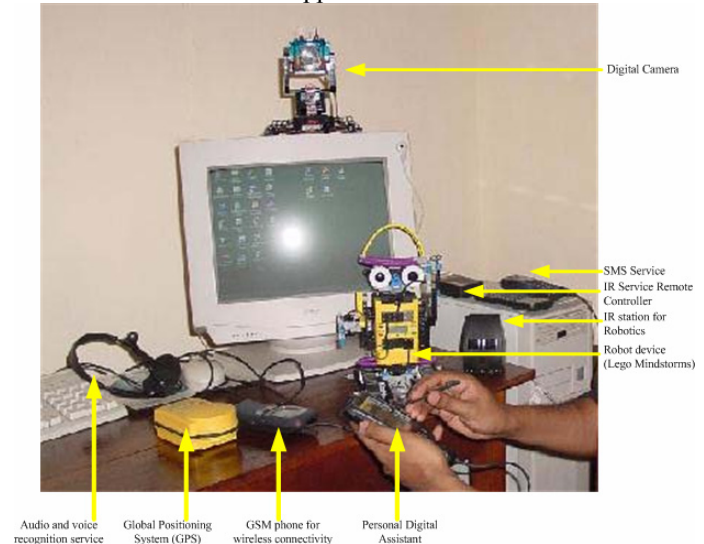 Digital Camera
SMS Service
IR Service Remote
Controller
IR station for
Robotics
Robot device
(Lego Mindstorms)
Audio and voice
recognition service
Global Positioning
System (GPS)
GSM phone for
wireless connectivity
Personal Digital
Assistant